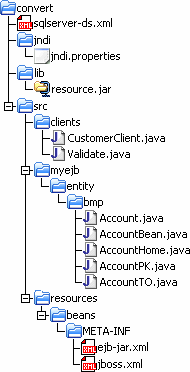 convert
sqlserver-ds.xml
jndi
jndi.properties
lib
resource.jar
src
clients
CustomerClient.java
Validate.java
myejb
entity
bmp
Account.java
AccountBean.java
AccountHome.java
AccountPK.java
AccountTO.java
resources
beans
META-INF
ejb-jar.xml
jboss.xml